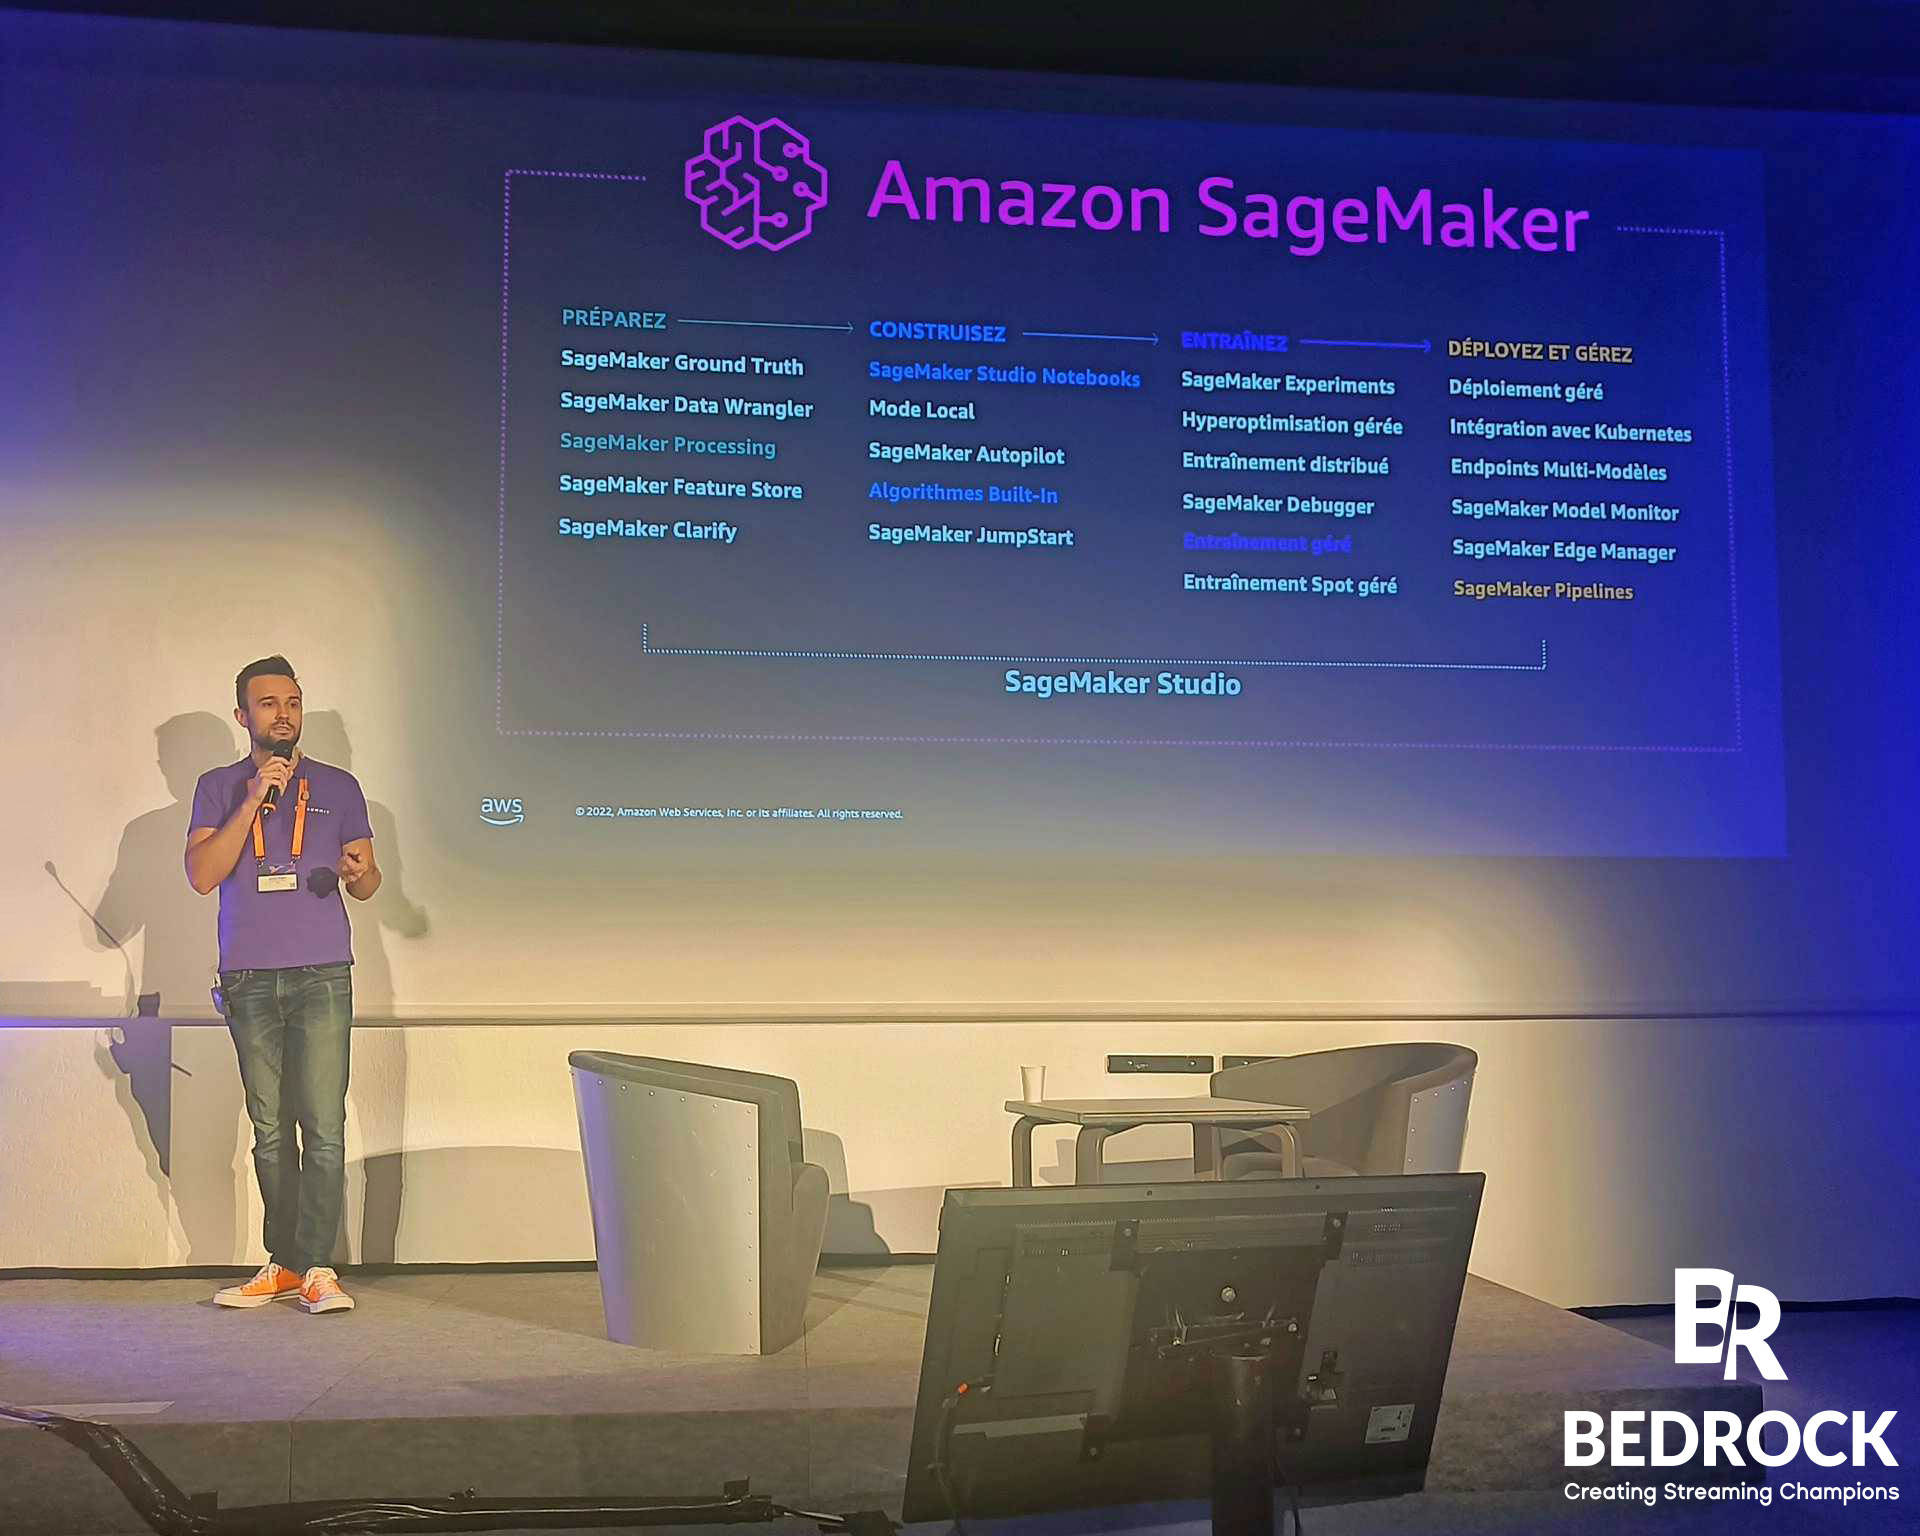 Amazon SageMaker
PRÉPAREZ
SageMaker Ground Truth
SageMaker Data Wrangler
SageMaker Processing
SageMaker Feature Store
SageMaker Clarify
CONSTRUISEZ
SageMaker Studio Notebooks
Mode Local
SageMaker Autopilot
Algorithmes Built-In
SageMaker JumpStart
ENTRAÎNEZ
SageMaker Experiments
Hyperoptimisation gérée
Entraînement distribué
SageMaker Debugger
Entraînement géré
Entraînement Spot géré
DÉPLOYEZ ET GÉREZ
Déploiement géré
Intégration avec Kubernetes
Endpoints Multi-Modèles
SageMaker Model Monitor
SageMaker Edge Manager
SageMaker Pipelines
SageMaker Studio
aws
© 2022, Amazon Web Services, Inc. or its affiliates. All rights reserved.
BR
BEDROCK
Creating Streaming Champions